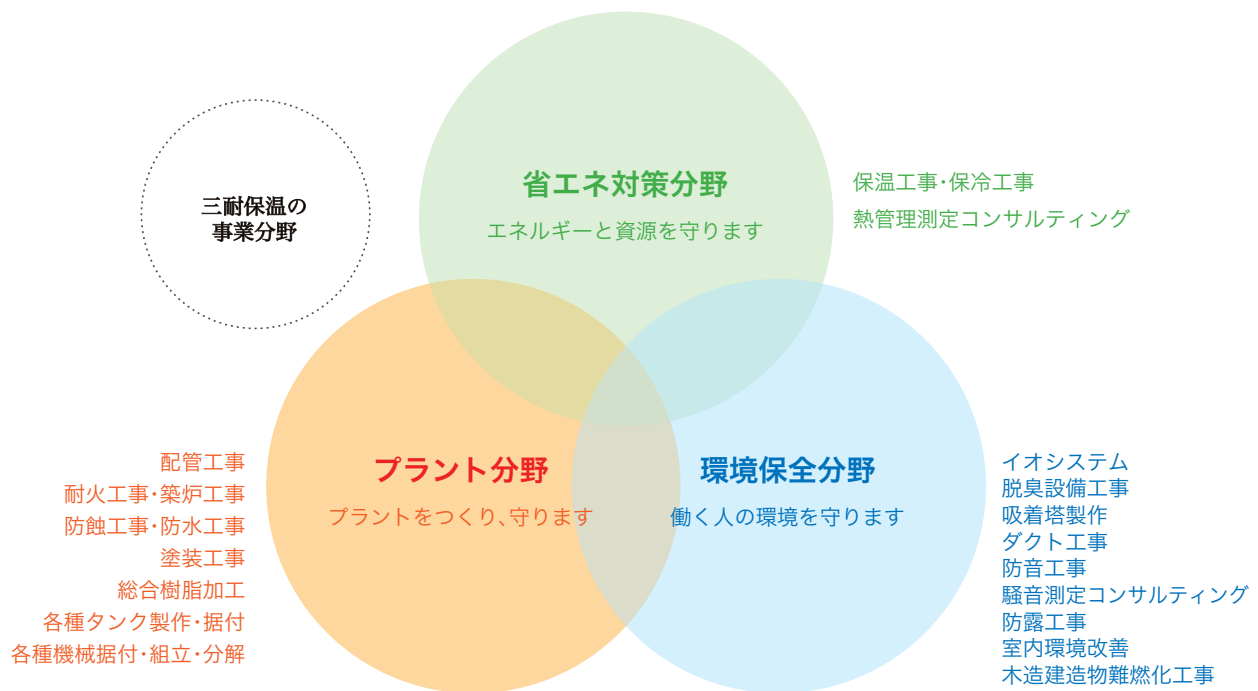 三耐保温の
事業分野
省エネ対策分野
エネルギーと資源を守ります
保温工事・保冷工事
熱管理測定コンサルティング
プラント分野
プラントをつくり、守ります
配管工事
耐火工事・築炉工事
防蝕工事・防水工事
塗装工事
総合樹脂加工
各種タンク製作・据付
各種機械据付・組立・分解
環境保全分野
働く人の環境を守ります
イオシステム
脱臭設備工事
吸着塔製作
ダクト工事
防音工事
騒音測定コンサルティング
防露工事
室内環境改善
木造建造物難燃化工事